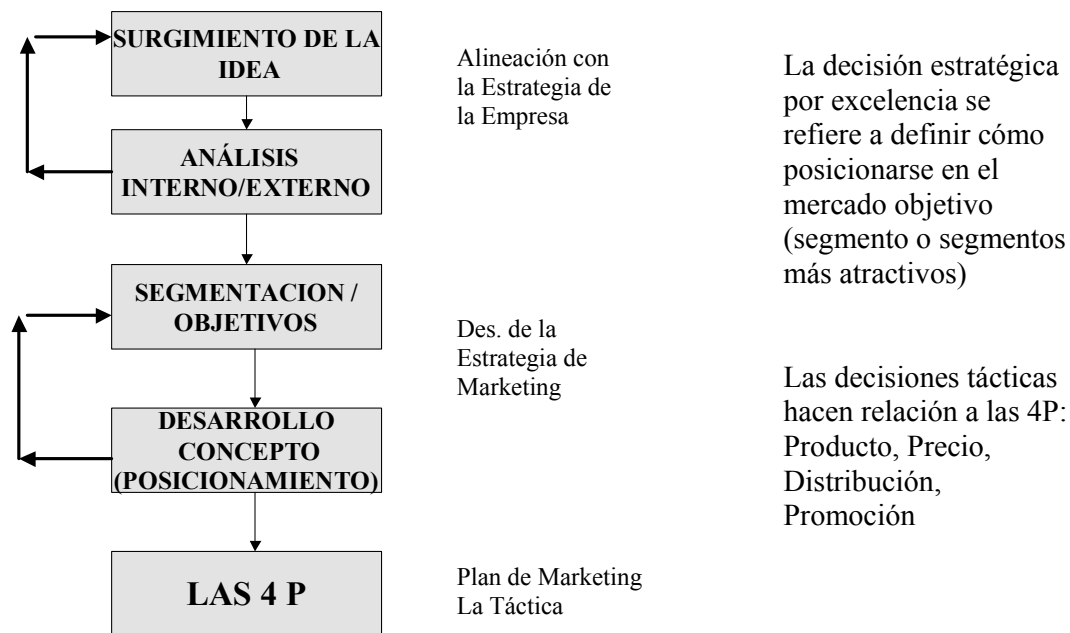 SURGIMIENTO DE LA
IDEA
ANÁLISIS
INTERNO/EXTERNO
SEGMENTACION /
OBJETIVOS
DESARROLLO
CONCEPTO
(POSICIONAMIENTO)
LAS 4 P
Alineación con
la Estrategia de
la Empresa
Des. de la
Estrategia de
Marketing
Plan de Marketing
La Táctica
La decisión estratégica
por excelencia se
refiere a definir cómo
posicionarse en el
mercado objetivo
(segmento o segmentos
más atractivos)
Las decisiones tácticas
hacen relación a las 4P:
Producto, Precio,
Distribución,
Promoción